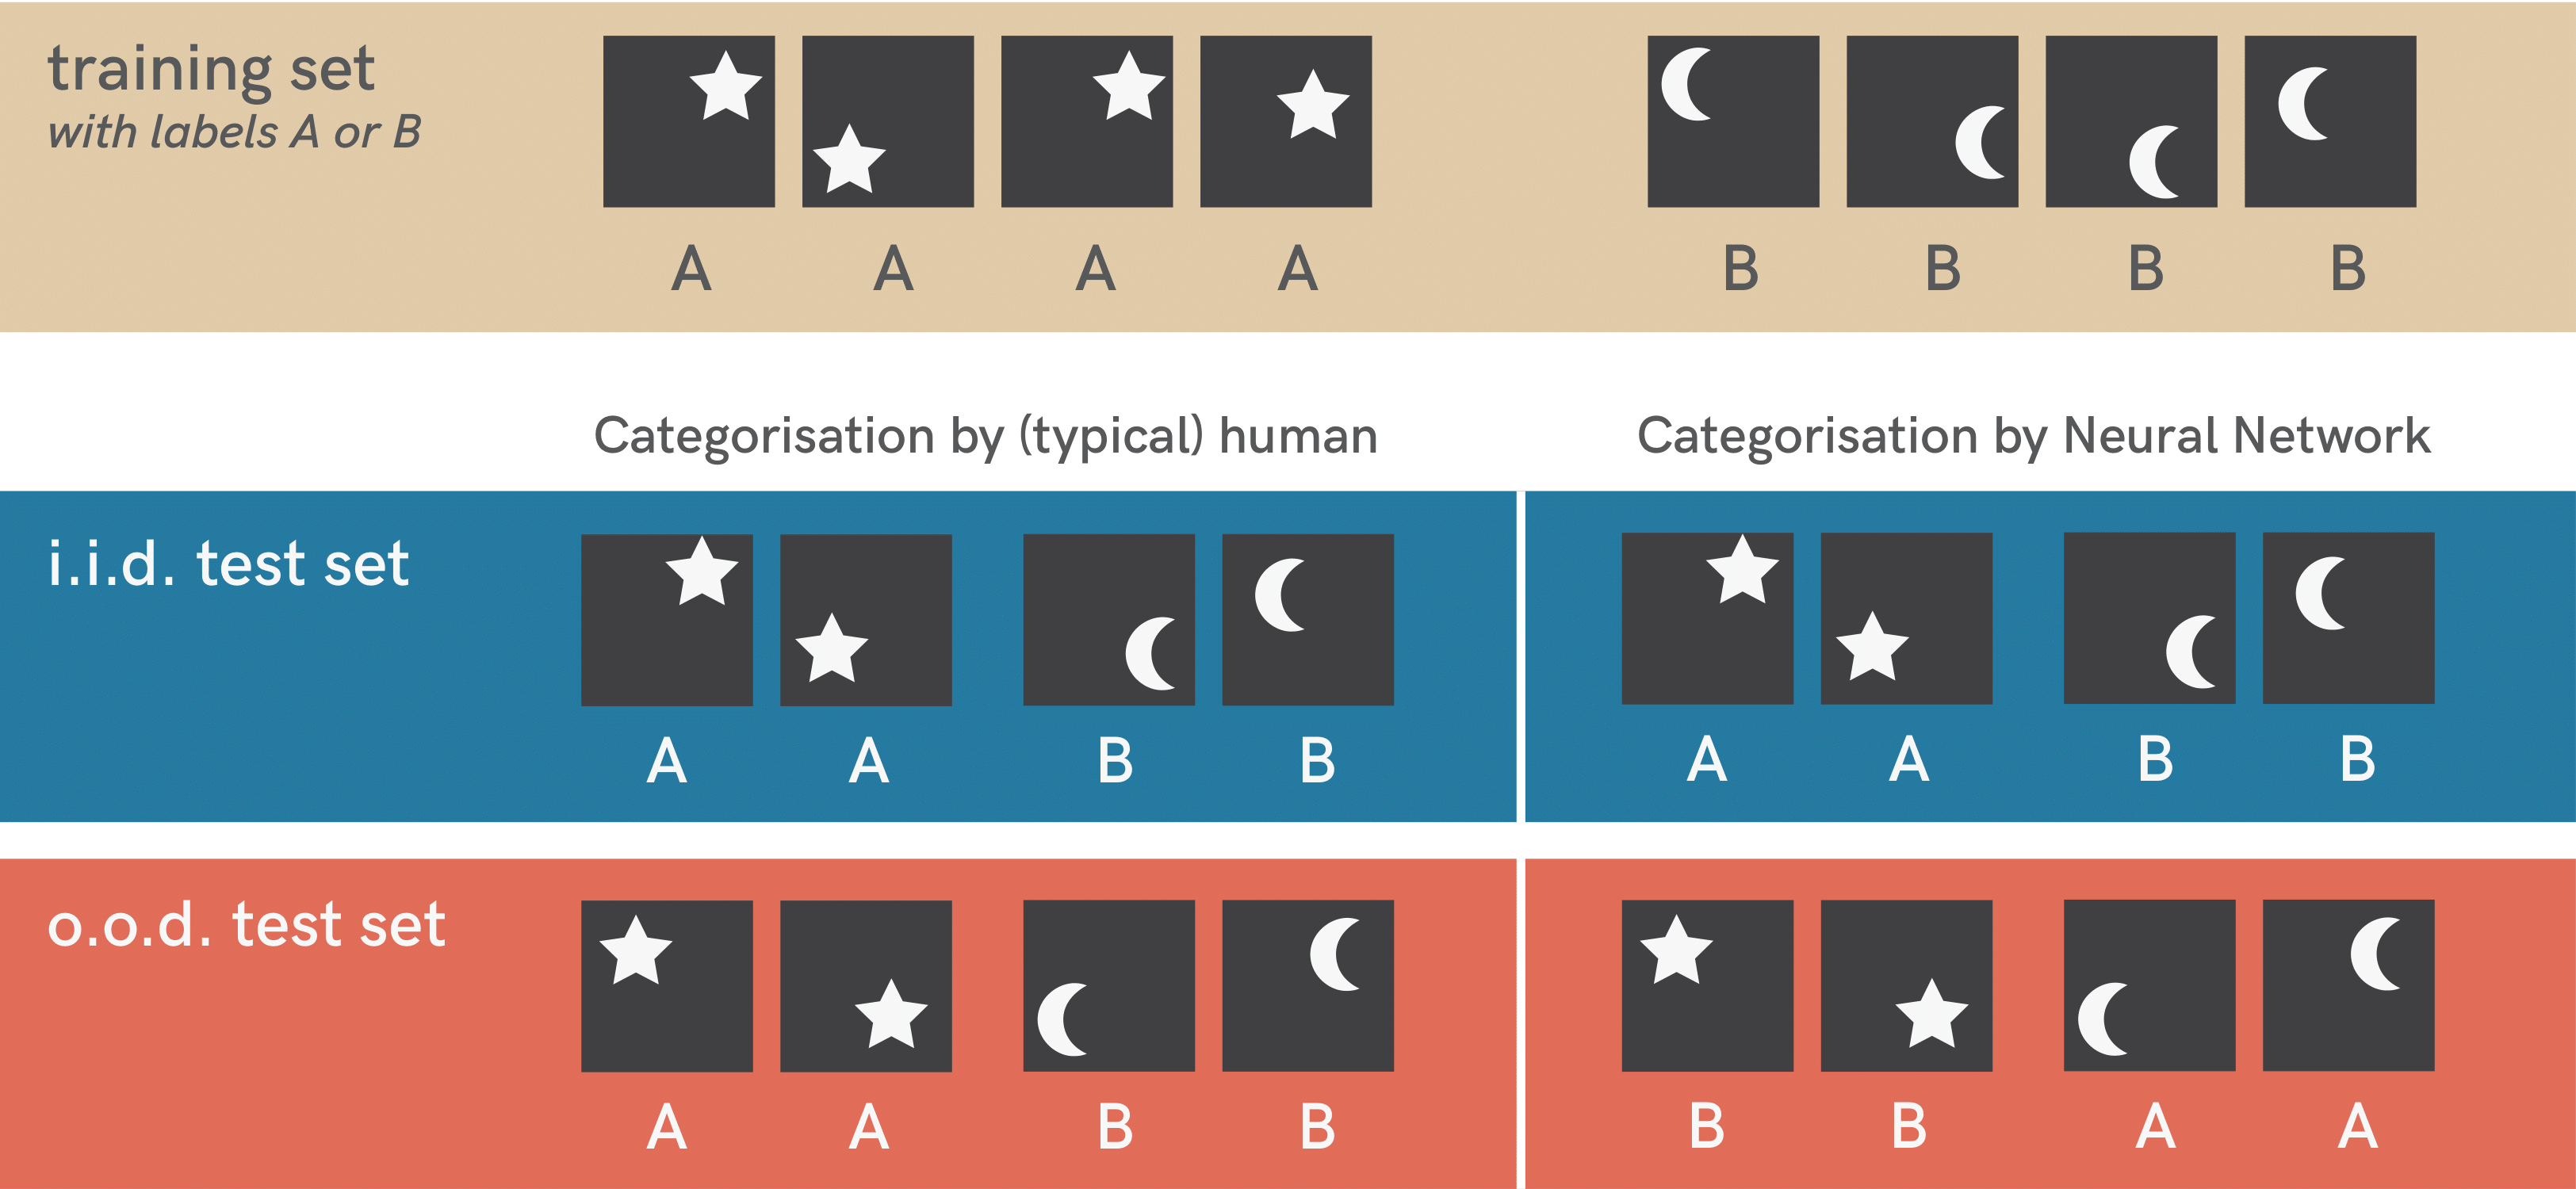 training set
with labels A or B
A A A A B B B B
Categorisation by (typical) human Categorisation by Neural Network
i.i.d. test set
A A B B A A B B
o.o.d. test set
A A B B B B A A